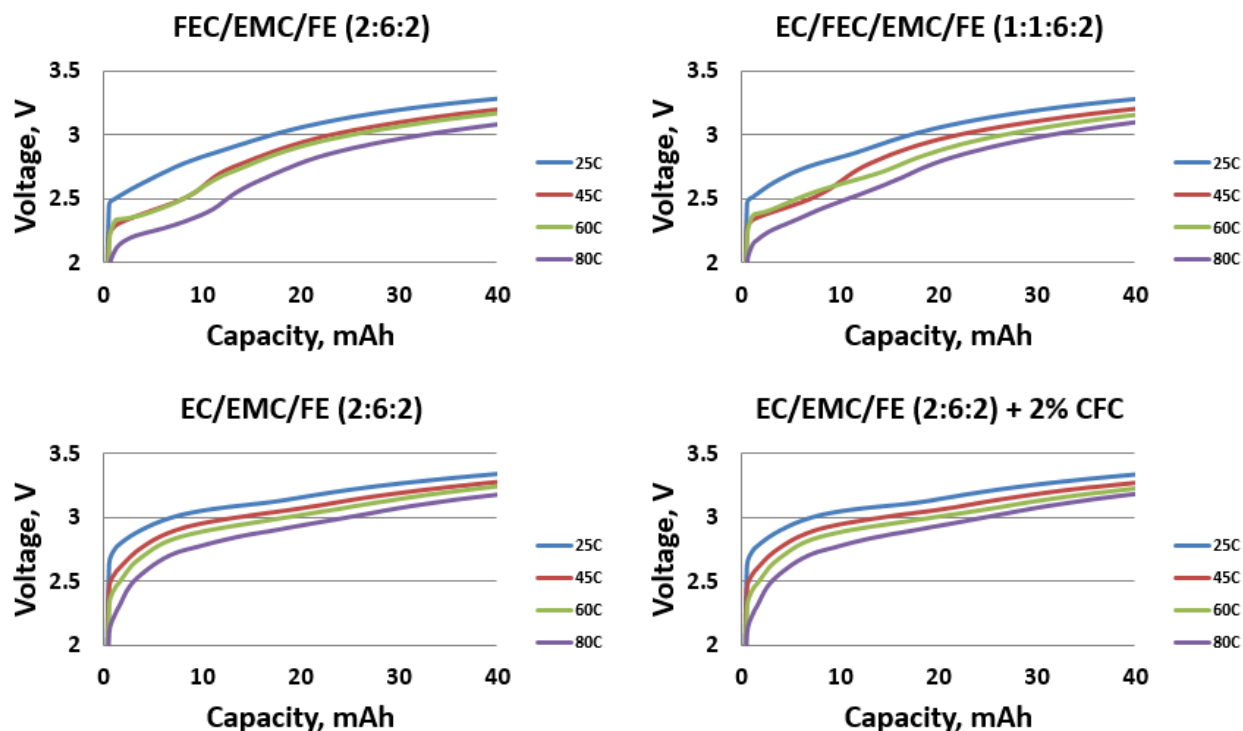 FEC/EMC/FE (2:6:2)
3.5
3
2.5
2
Voltage, V
0 10 20 30 40
Capacity, mAh
25C
45C
60C
80C
EC/FEC/EMC/FE (1:1:6:2)
3.5
3
2.5
2
Voltage, V
0 10 20 30 40
Capacity, mAh
25C
45C
60C
80C
EC/EMC/FE (2:6:2)
3.5
3
2.5
2
Voltage, V
0 10 20 30 40
Capacity, mAh
25C
45C
60C
80C
EC/EMC/FE (2:6:2) + 2% CFC
3.5
3
2.5
2
Voltage, V
0 10 20 30 40
Capacity, mAh
25C
45C
60C
80C